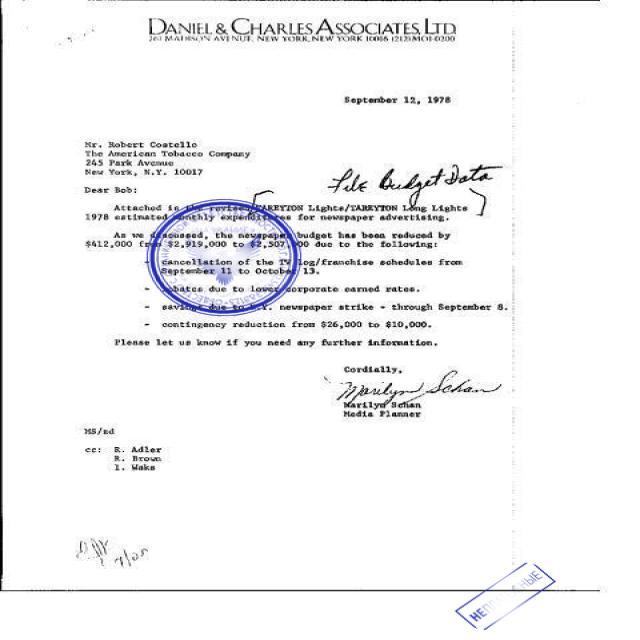 DANIEL & CHARLES ASSOCIATES, LTD.
261 MADISON AVENUE, NEW YORK, NEW YORK 10016 (212) MO1-0200
September 12, 1978
Mr. Robert Costello
The American Tobacco Company
245 Park Avenue
New York, N.Y. 10017
File Budget Data
Dear Bob:
Attached is the revised TAREYTON Lights/TAREYTON Long Lights
1978 estimated monthly expenditures for newspaper advertising.
As we discussed, the newspaper budget has been reduced by
$412,000 from $2,919,000 to $2,507,000 due to the following:
- cancellation of the TV log/franchise schedules from
September 11 to October 13.
- rebates due to lower corporate earned rates.
- savings due to newspaper strike - through September 8.
- contingency reduction from $26,000 to $10,000.
Please let us know if you need any further information.
Cordially,
Marilyn Schan
Marilyn Schan
Media Planner
MS/md
cc: R. Adler
R. Brown
I. Waks